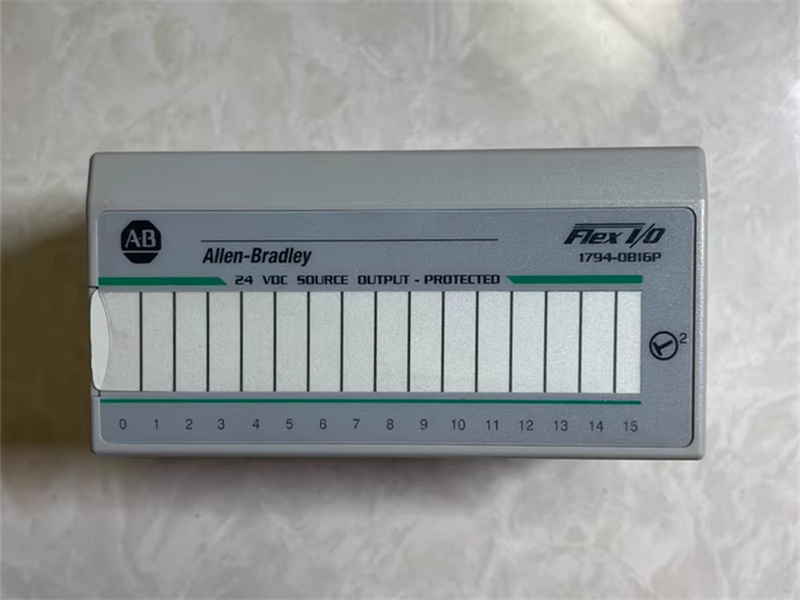 AB
Allen-Bradley
Flex I/O
1794-OB16P
24 VDC SOURCE OUTPUT - PROTECTED
2
0 1 2 3 4 5 6 7 8 9 10 11 12 13 14 15